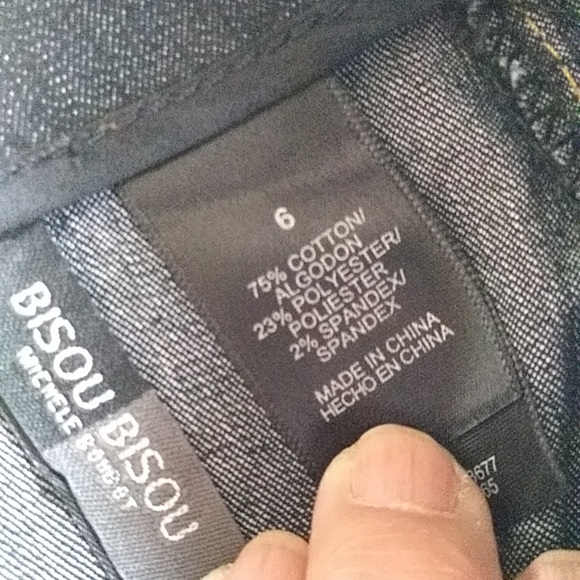 BISOU BISOU
MICHELE BOHBOT
6
75% COTTON/
ALGODON
23% POLYESTER/
POLIESTER
2% SPANDEX/
SPANDEX
MADE IN CHINA
HECHO EN CHINA